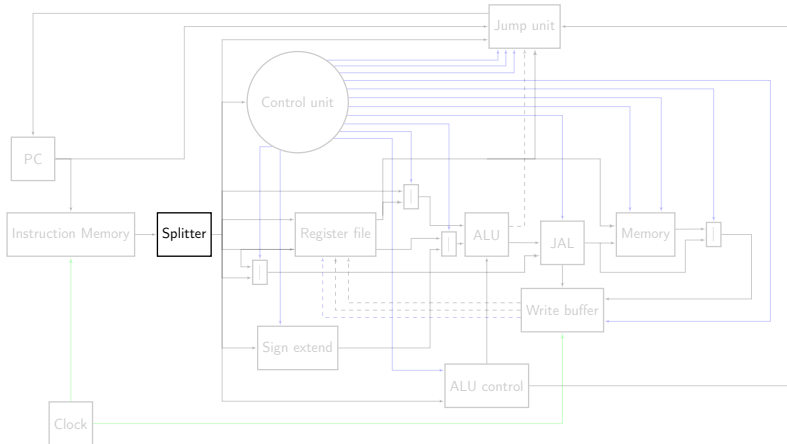 Jump unit
Control unit
PC
Instruction Memory
Splitter
Register file
ALU
JAL
Memory
Write buffer
Sign extend
ALU control
Clock